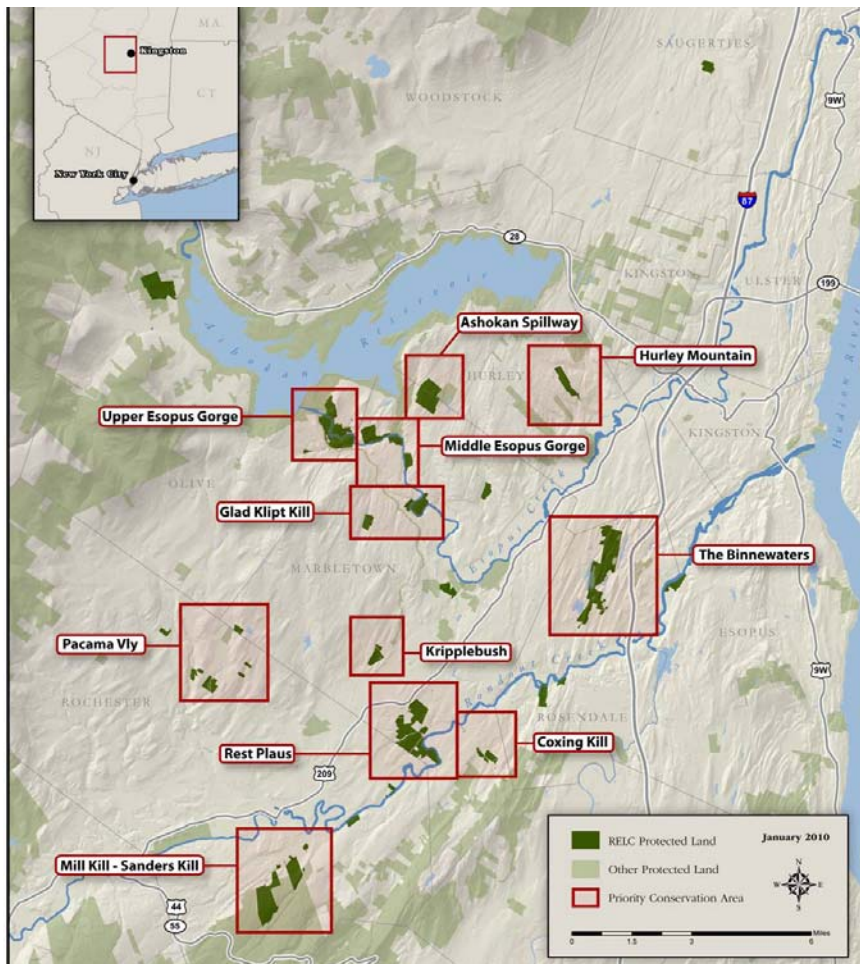 MA
Kingston
CT
NJ
New York City
SAUGERTIES
WOODSTOCK
9W
87
28
KINGSTON
ULSTER
199
Ashokan Reservoir
Ashokan Spillway
HURLEY
Hurley Mountain
Hudson River
Upper Esopus Gorge
KINGSTON
Middle Esopus Gorge
OLIVE
Glad Klipt Kill
Esopus Creek
The Binnewaters
MARBLETOWN
Pacama Vly
Kripplebush
ESOPUS
9W
ROCHESTER
Rondout Creek
ROSENDALE
Rest Plaus
Coxing Kill
209
Mill Kill - Sanders Kill
44
55
January 2010
RELC Protected Land
Other Protected Land
Priority Conservation Area
N
W E
S
Miles
0 1.5 3 6